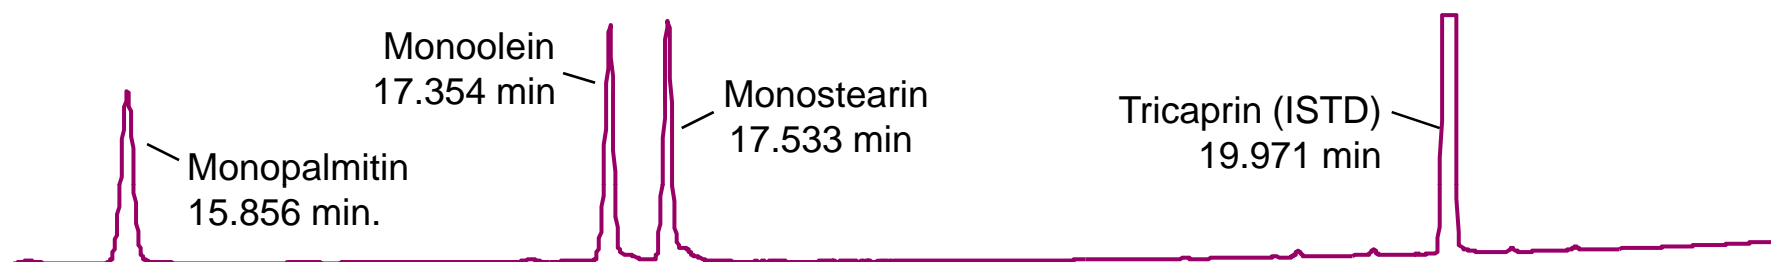 Monopalmitin
15.856 min.
Monoolein
17.354 min
Monostearin
17.533 min
Tricaprin (ISTD)
19.971 min